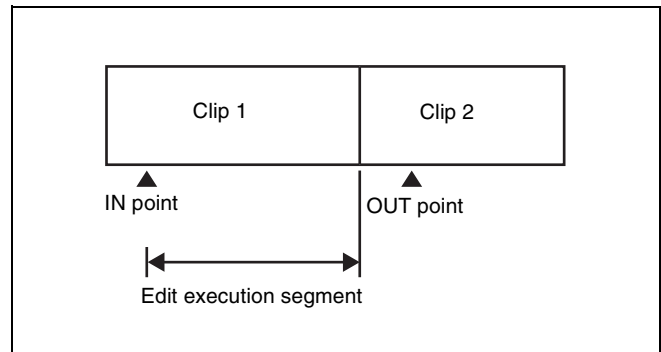 Clip 1
Clip 2
IN point
OUT point
Edit execution segment